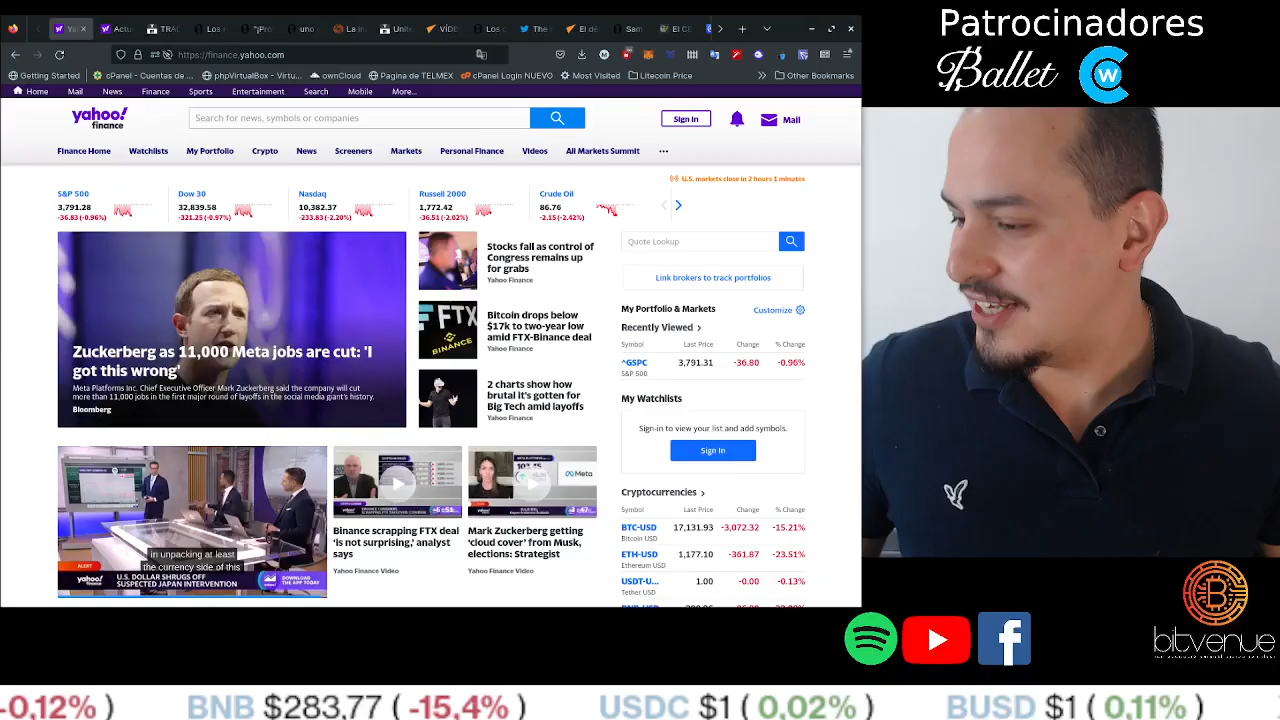 Patrocinadores
Ballet
CW
https://finance.yahoo.com
Getting Started
cPanel - Cuentas de ...
phpVirtualBox - Virtu...
ownCloud
Pagina de TELMEX
cPanel Login NUEVO
Most Visited
Litecoin Price
Other Bookmarks
Home Mail News Finance Sports Entertainment Search Mobile More...
yahoo!
finance
Search for news, symbols or companies
Sign in
Mail
Finance Home Watchlists My Portfolio Crypto News Screeners Markets Personal Finance Videos All Markets Summit ...
U.S. markets close in 2 hours 1 minutes
S&P 500
3,791.28
-36.83 (-0.96%)
Dow 30
32,839.58
-321.25 (-0.97%)
Nasdaq
10,382.37
-233.83 (-2.20%)
Russell 2000
1,772.42
-36.51 (-2.02%)
Crude Oil
86.76
-2.15 (-2.42%)
Zuckerberg as 11,000 Meta jobs are cut: 'I
got this wrong'
Meta Platforms Inc. Chief Executive Officer Mark Zuckerberg said the company will cut
more than 11,000 jobs in the first major round of layoffs in the social media giant's history.
Bloomberg
Stocks fall as control of
Congress remains up
for grabs
Yahoo Finance
FTX
BINANCE
Bitcoin drops below
$17k to two-year low
amid FTX-Binance deal
Yahoo Finance
2 charts show how
brutal it's gotten for
Big Tech amid layoffs
Yahoo Finance
Quote Lookup
Link brokers to track portfolios
My Portfolio & Markets
Customize
Recently Viewed
Symbol Last Price Change % Change
^GSPC 3,791.31 -36.80 -0.96%
S&P 500
My Watchlists
Sign-in to view your list and add symbols.
Sign In
Cryptocurrencies
Symbol Last Price Change % Change
BTC-USD 17,131.93 -3,072.32 -15.21%
Bitcoin USD
ETH-USD 1,177.10 -361.87 -23.51%
Ethereum USD
USDT-U... 1.00 -0.00 -0.13%
Tether USD
in unpacking at least
the currency side of this
ALERT
yahoo!
U.S. DOLLAR SHRUGS OFF
SUSPECTED JAPAN INTERVENTION
DOWNLOAD
THE APP TODAY
Binance scrapping FTX deal
'is not surprising,' analyst
says
Yahoo Finance Video
Meta
Mark Zuckerberg getting
'cloud cover' from Musk,
elections: Strategist
Yahoo Finance Video
bitvenue
-0,12% )
BNB $283,77 ( -15,4% )
USDC $1 ( 0,02% )
BUSD $1 ( 0,11% )